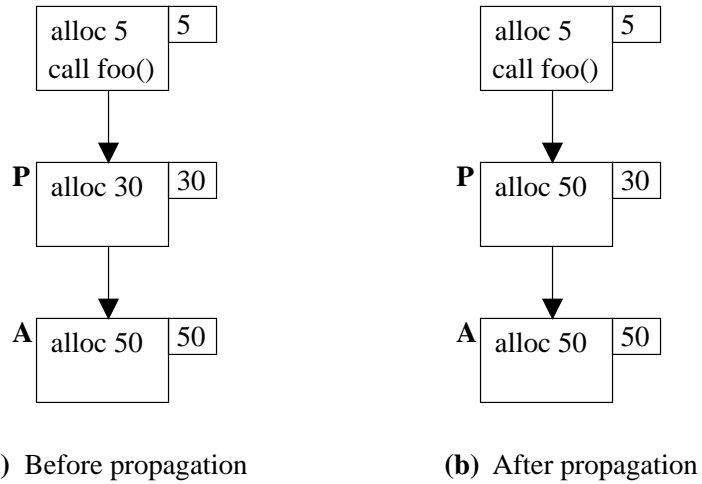 alloc 5 5
call foo()
P alloc 30 30
A alloc 50 50
) Before propagation
alloc 5 5
call foo()
P alloc 50 30
A alloc 50 50
(b) After propagation